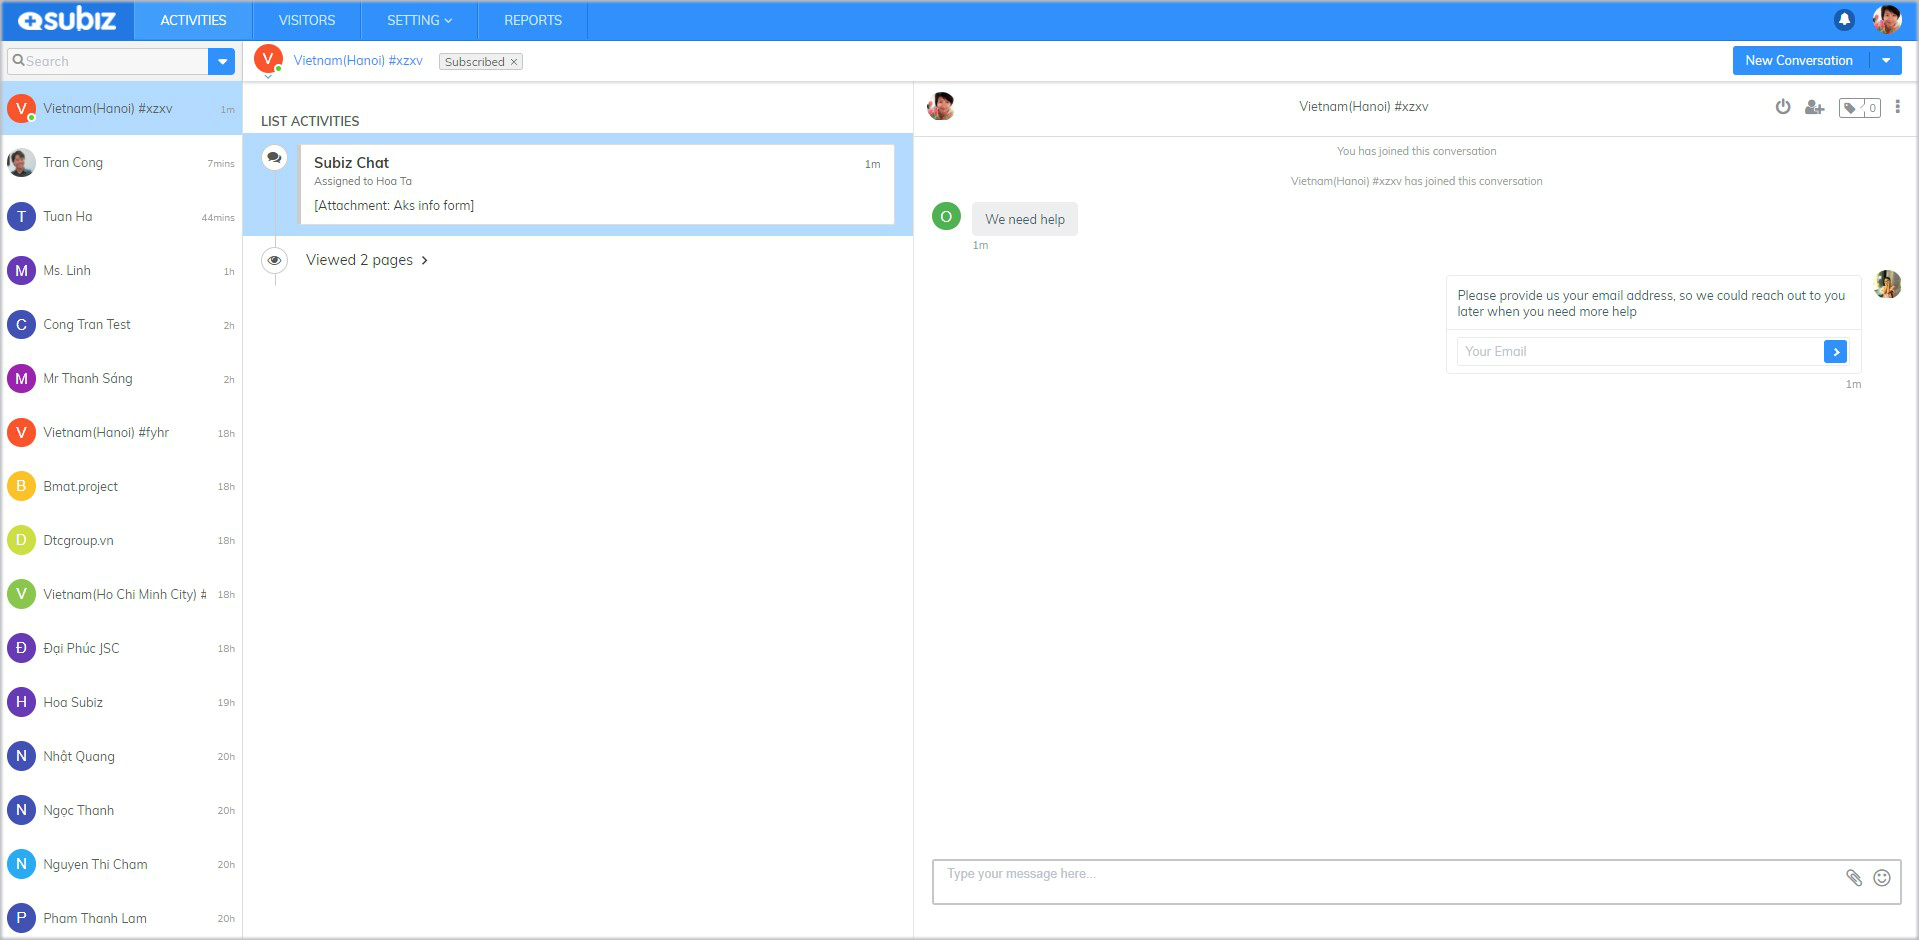 subiz
ACTIVITIES
VISITORS
SETTING
REPORTS
Search
V
Vietnam(Hanoi) #xzxv
Subscribed ×
New Conversation
V
Vietnam(Hanoi) #xzxv
1m
Tran Cong
7mins
T
Tuan Ha
44mins
M
Ms. Linh
1h
C
Cong Tran Test
2h
M
Mr Thanh Sáng
2h
V
Vietnam(Hanoi) #fyhr
18h
B
Bmat.project
18h
D
Dtcgroup.vn
18h
V
Vietnam(Ho Chi Minh City) #
18h
Đ
Đại Phúc JSC
18h
H
Hoa Subiz
19h
N
Nhật Quang
20h
N
Ngọc Thanh
20h
N
Nguyen Thi Cham
20h
P
Pham Thanh Lam
20h
LIST ACTIVITIES
Subiz Chat
1m
Assigned to Hoa Ta
[Attachment: Aks info form]
Viewed 2 pages
Vietnam(Hanoi) #xzxv
0
You has joined this conversation
Vietnam(Hanoi) #xzxv has joined this conversation
O
We need help
1m
Please provide us your email address, so we could reach out to you
later when you need more help
Your Email
1m
Type your message here...